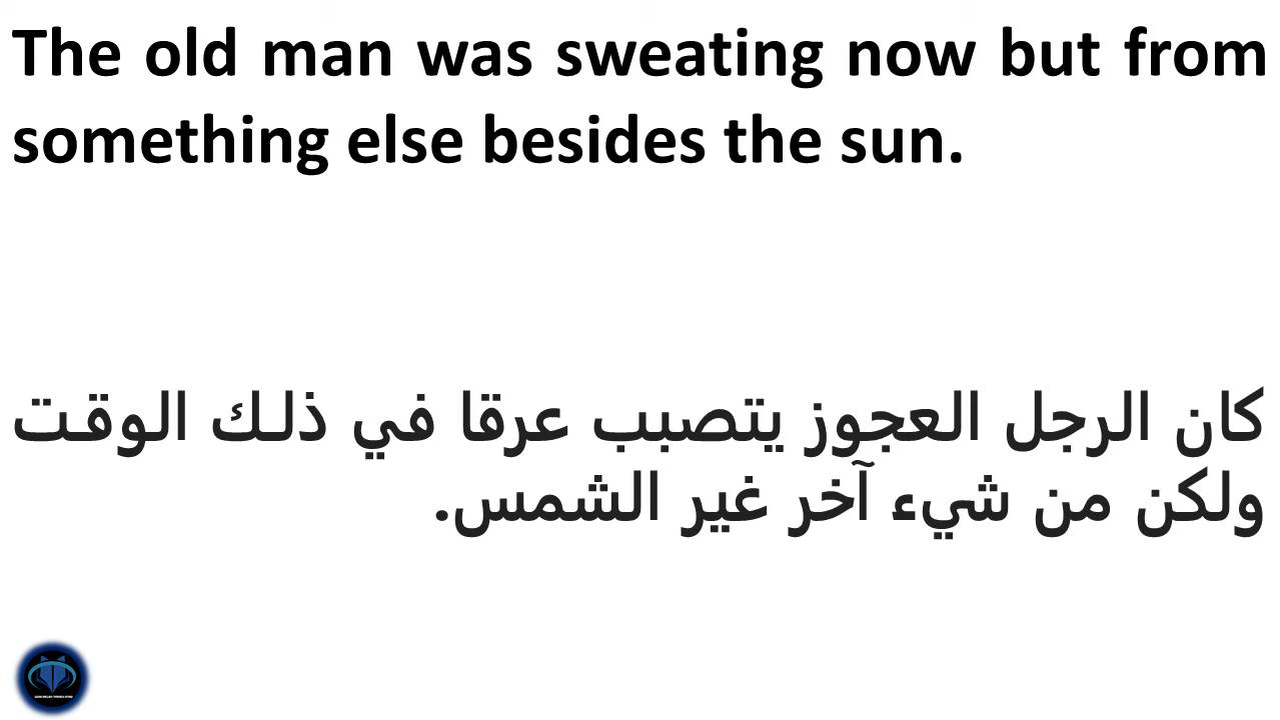 The old man was sweating now but from
something else besides the sun.
كان الرجل العجوز يتصبب عرقا في ذلك الوقت
ولكن من شيء آخر غير الشمس.